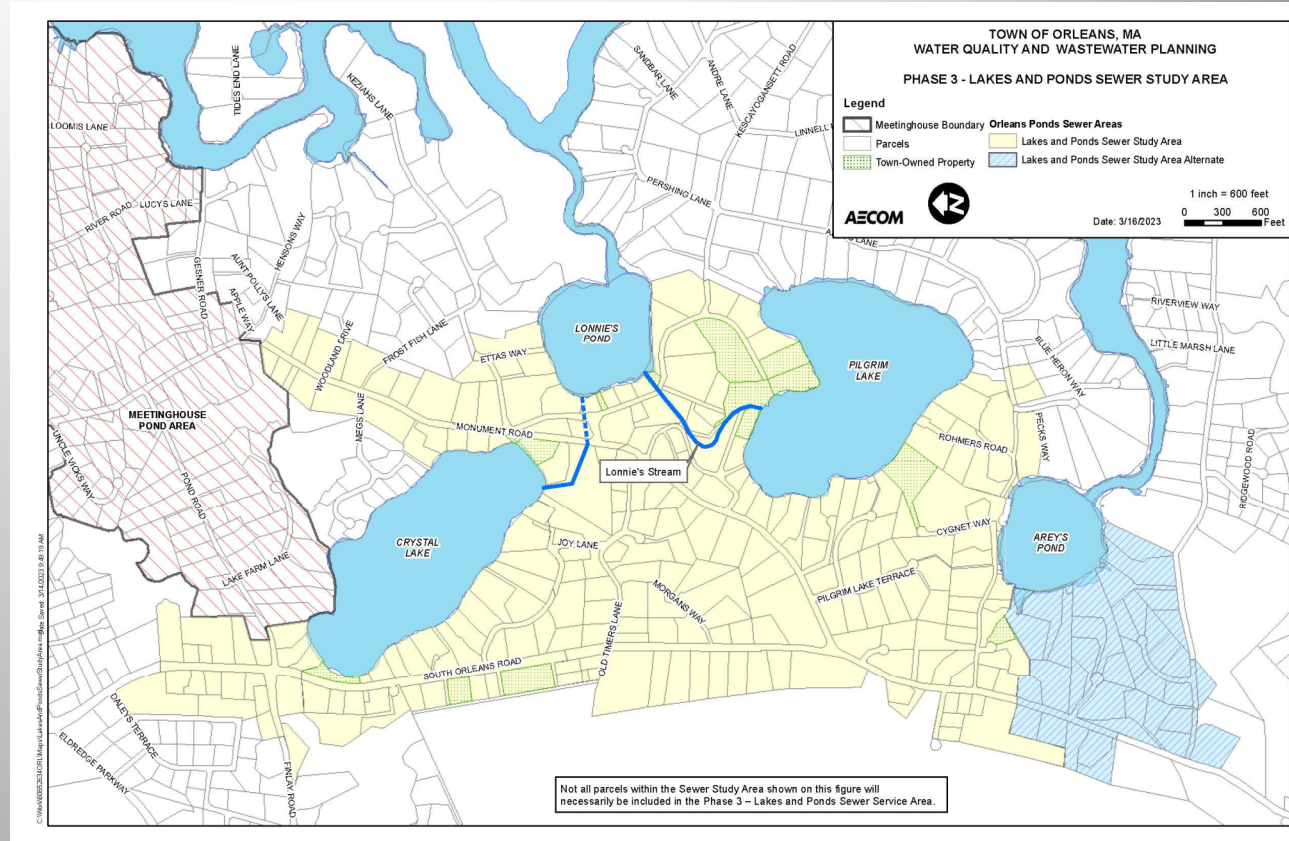 TOWN OF ORLEANS, MA
WATER QUALITY AND WASTEWATER PLANNING
PHASE 3 - LAKES AND PONDS SEWER STUDY AREA
Legend
Meetinghouse Boundary
Parcels
Town-Owned Property
Orleans Ponds Sewer Areas
Lakes and Ponds Sewer Study Area
Lakes and Ponds Sewer Study Area Alternate
AECOM
N
Date: 3/16/2023
1 inch = 600 feet
0 300 600
Feet
TIDES END LANE
KEZIAHS LANE
SANDBAR LANE
ANDRE LANE
KESCAYOGANSETT ROAD
LOOMIS LANE
PERSHING LANE
LANE
RIVER ROAD
LUCYS LANE
HENSONS WAY
GESNER ROAD
AUNT POLLYS LANE
APPLE WAY
WOODLAND DRIVE
FROST FISH LANE
ETTAS WAY
LONNIE'S
POND
PILGRIM
LAKE
RIVERVIEW WAY
LITTLE MARSH LANE
BLUE HERON WAY
MEETINGHOUSE
POND AREA
MEGS LANE
MONUMENT ROAD
PECKS WAY
ROHMERS ROAD
RIDGEWOOD ROAD
UNCLE VICKS WAY
POND ROAD
Lonnie's Stream
CYGNET WAY
CRYSTAL
LAKE
JOY LANE
AREY'S
POND
LAKE FARM LANE
MORGANS WAY
PILGRIM LAKE TERRACE
OLD TIMERS LANE
SOUTH ORLEANS ROAD
DALEYS TERRACE
ELDREDGE PARKWAY
FINLAY ROAD
Not all parcels within the Sewer Study Area shown on this figure will
necessarily be included in the Phase 3 – Lakes and Ponds Sewer Service Area.